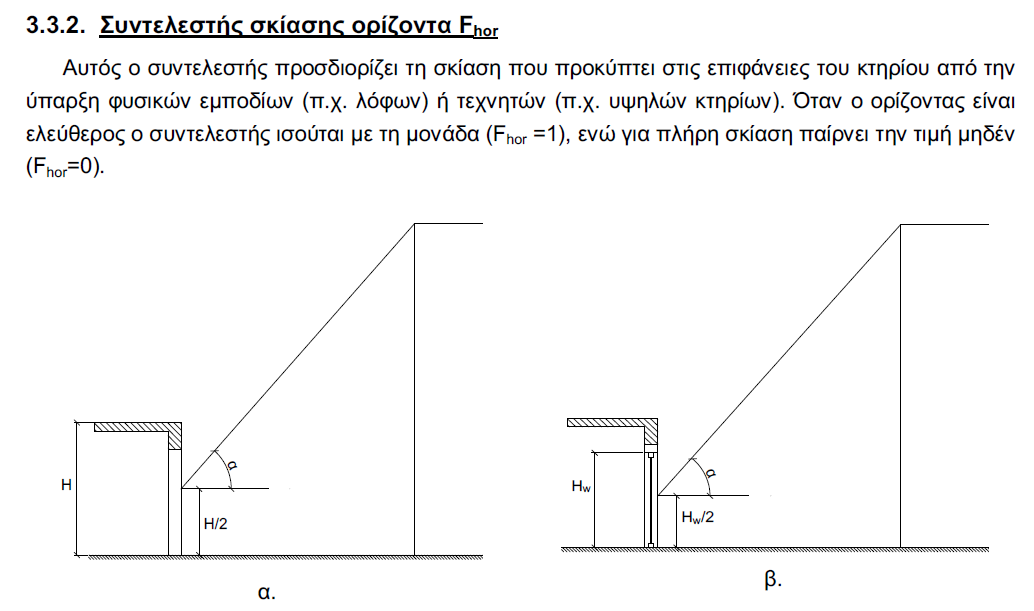 3.3.2. Συντελεστής σκίασης ορίζοντα Fhor
Αυτός ο συντελεστής προσδιορίζει τη σκίαση που προκύπτει στις επιφάνειες του κτηρίου από την
ύπαρξη φυσικών εμποδίων (π.χ. λόφων) ή τεχνητών (π.χ. υψηλών κτηρίων). Όταν ο ορίζοντας είναι
ελεύθερος ο συντελεστής ισούται με τη μονάδα (Fhor =1), ενώ για πλήρη σκίαση παίρνει την τιμή μηδέν
(Fhor=0).
H
α
H/2
α.
Hw
α
Hw/2
β.